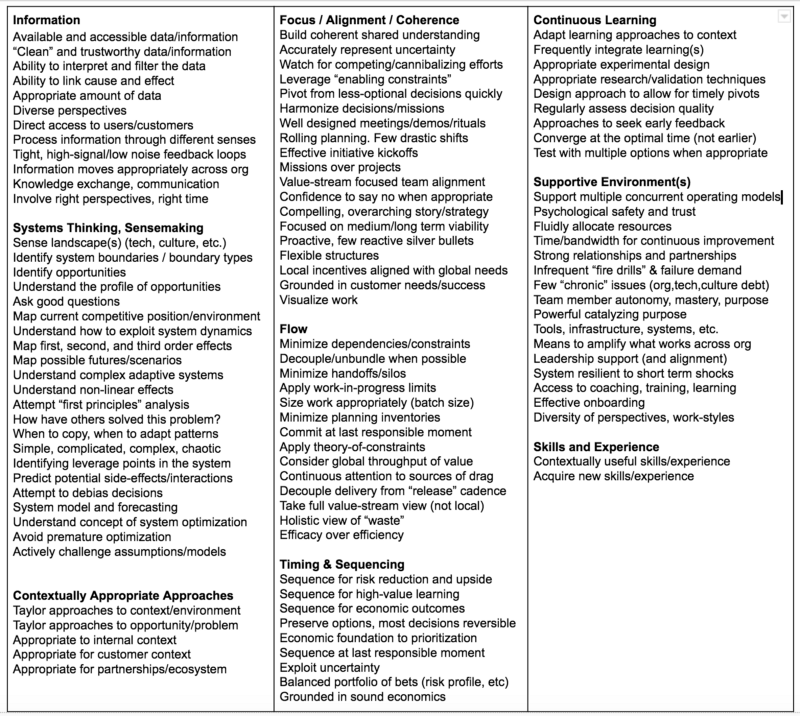 Information
Available and accessible data/information
“Clean” and trustworthy data/information
Ability to interpret and filter the data
Ability to link cause and effect
Appropriate amount of data
Diverse perspectives
Direct access to users/customers
Process information through different senses
Tight, high-signal/low noise feedback loops
Information moves appropriately across org
Knowledge exchange, communication
Involve right perspectives, right time
Systems Thinking, Sensemaking
Sense landscape(s) (tech, culture, etc.)
Identify system boundaries / boundary types
Identify opportunities
Understand the profile of opportunities
Ask good questions
Map current competitive position/environment
Understand how to exploit system dynamics
Map first, second, and third order effects
Map possible futures/scenarios
Understand complex adaptive systems
Understand non-linear effects
Attempt “first principles” analysis
How have others solved this problem?
When to copy, when to adapt patterns
Simple, complicated, complex, chaotic
Identifying leverage points in the system
Predict potential side-effects/interactions
Attempt to debias decisions
System model and forecasting
Understand concept of system optimization
Avoid premature optimization
Actively challenge assumptions/models
Contextually Appropriate Approaches
Taylor approaches to context/environment
Taylor approaches to opportunity/problem
Appropriate to internal context
Appropriate for customer context
Appropriate for partnerships/ecosystem
Focus / Alignment / Coherence
Build coherent shared understanding
Accurately represent uncertainty
Watch for competing/cannibalizing efforts
Leverage “enabling constraints”
Pivot from less-optional decisions quickly
Harmonize decisions/missions
Well designed meetings/demos/rituals
Rolling planning. Few drastic shifts
Effective initiative kickoffs
Missions over projects
Value-stream focused team alignment
Confidence to say no when appropriate
Compelling, overarching story/strategy
Focused on medium/long term viability
Proactive, few reactive silver bullets
Flexible structures
Local incentives aligned with global needs
Grounded in customer needs/success
Visualize work
Flow
Minimize dependencies/constraints
Decouple/unbundle when possible
Minimize handoffs/silos
Apply work-in-progress limits
Size work appropriately (batch size)
Minimize planning inventories
Commit at last responsible moment
Apply theory-of-constraints
Consider global throughput of value
Continuous attention to sources of drag
Decouple delivery from “release” cadence
Take full value-stream view (not local)
Holistic view of “waste”
Efficacy over efficiency
Timing & Sequencing
Sequence for risk reduction and upside
Sequence for high-value learning
Sequence for economic outcomes
Preserve options, most decisions reversible
Economic foundation to prioritization
Sequence at last responsible moment
Exploit uncertainty
Balanced portfolio of bets (risk profile, etc)
Grounded in sound economics
Continuous Learning
Adapt learning approaches to context
Frequently integrate learning(s)
Appropriate experimental design
Appropriate research/validation techniques
Design approach to allow for timely pivots
Regularly assess decision quality
Approaches to seek early feedback
Converge at the optimal time (not earlier)
Test with multiple options when appropriate
Supportive Environment(s)
Support multiple concurrent operating models
Psychological safety and trust
Fluidly allocate resources
Time/bandwidth for continuous improvement
Strong relationships and partnerships
Infrequent “fire drills” & failure demand
Few “chronic” issues (org,tech,culture debt)
Team member autonomy, mastery, purpose
Powerful catalyzing purpose
Tools, infrastructure, systems, etc.
Means to amplify what works across org
Leadership support (and alignment)
System resilient to short term shocks
Access to coaching, training, learning
Effective onboarding
Diversity of perspectives, work-styles
Skills and Experience
Contextually useful skills/experience
Acquire new skills/experience